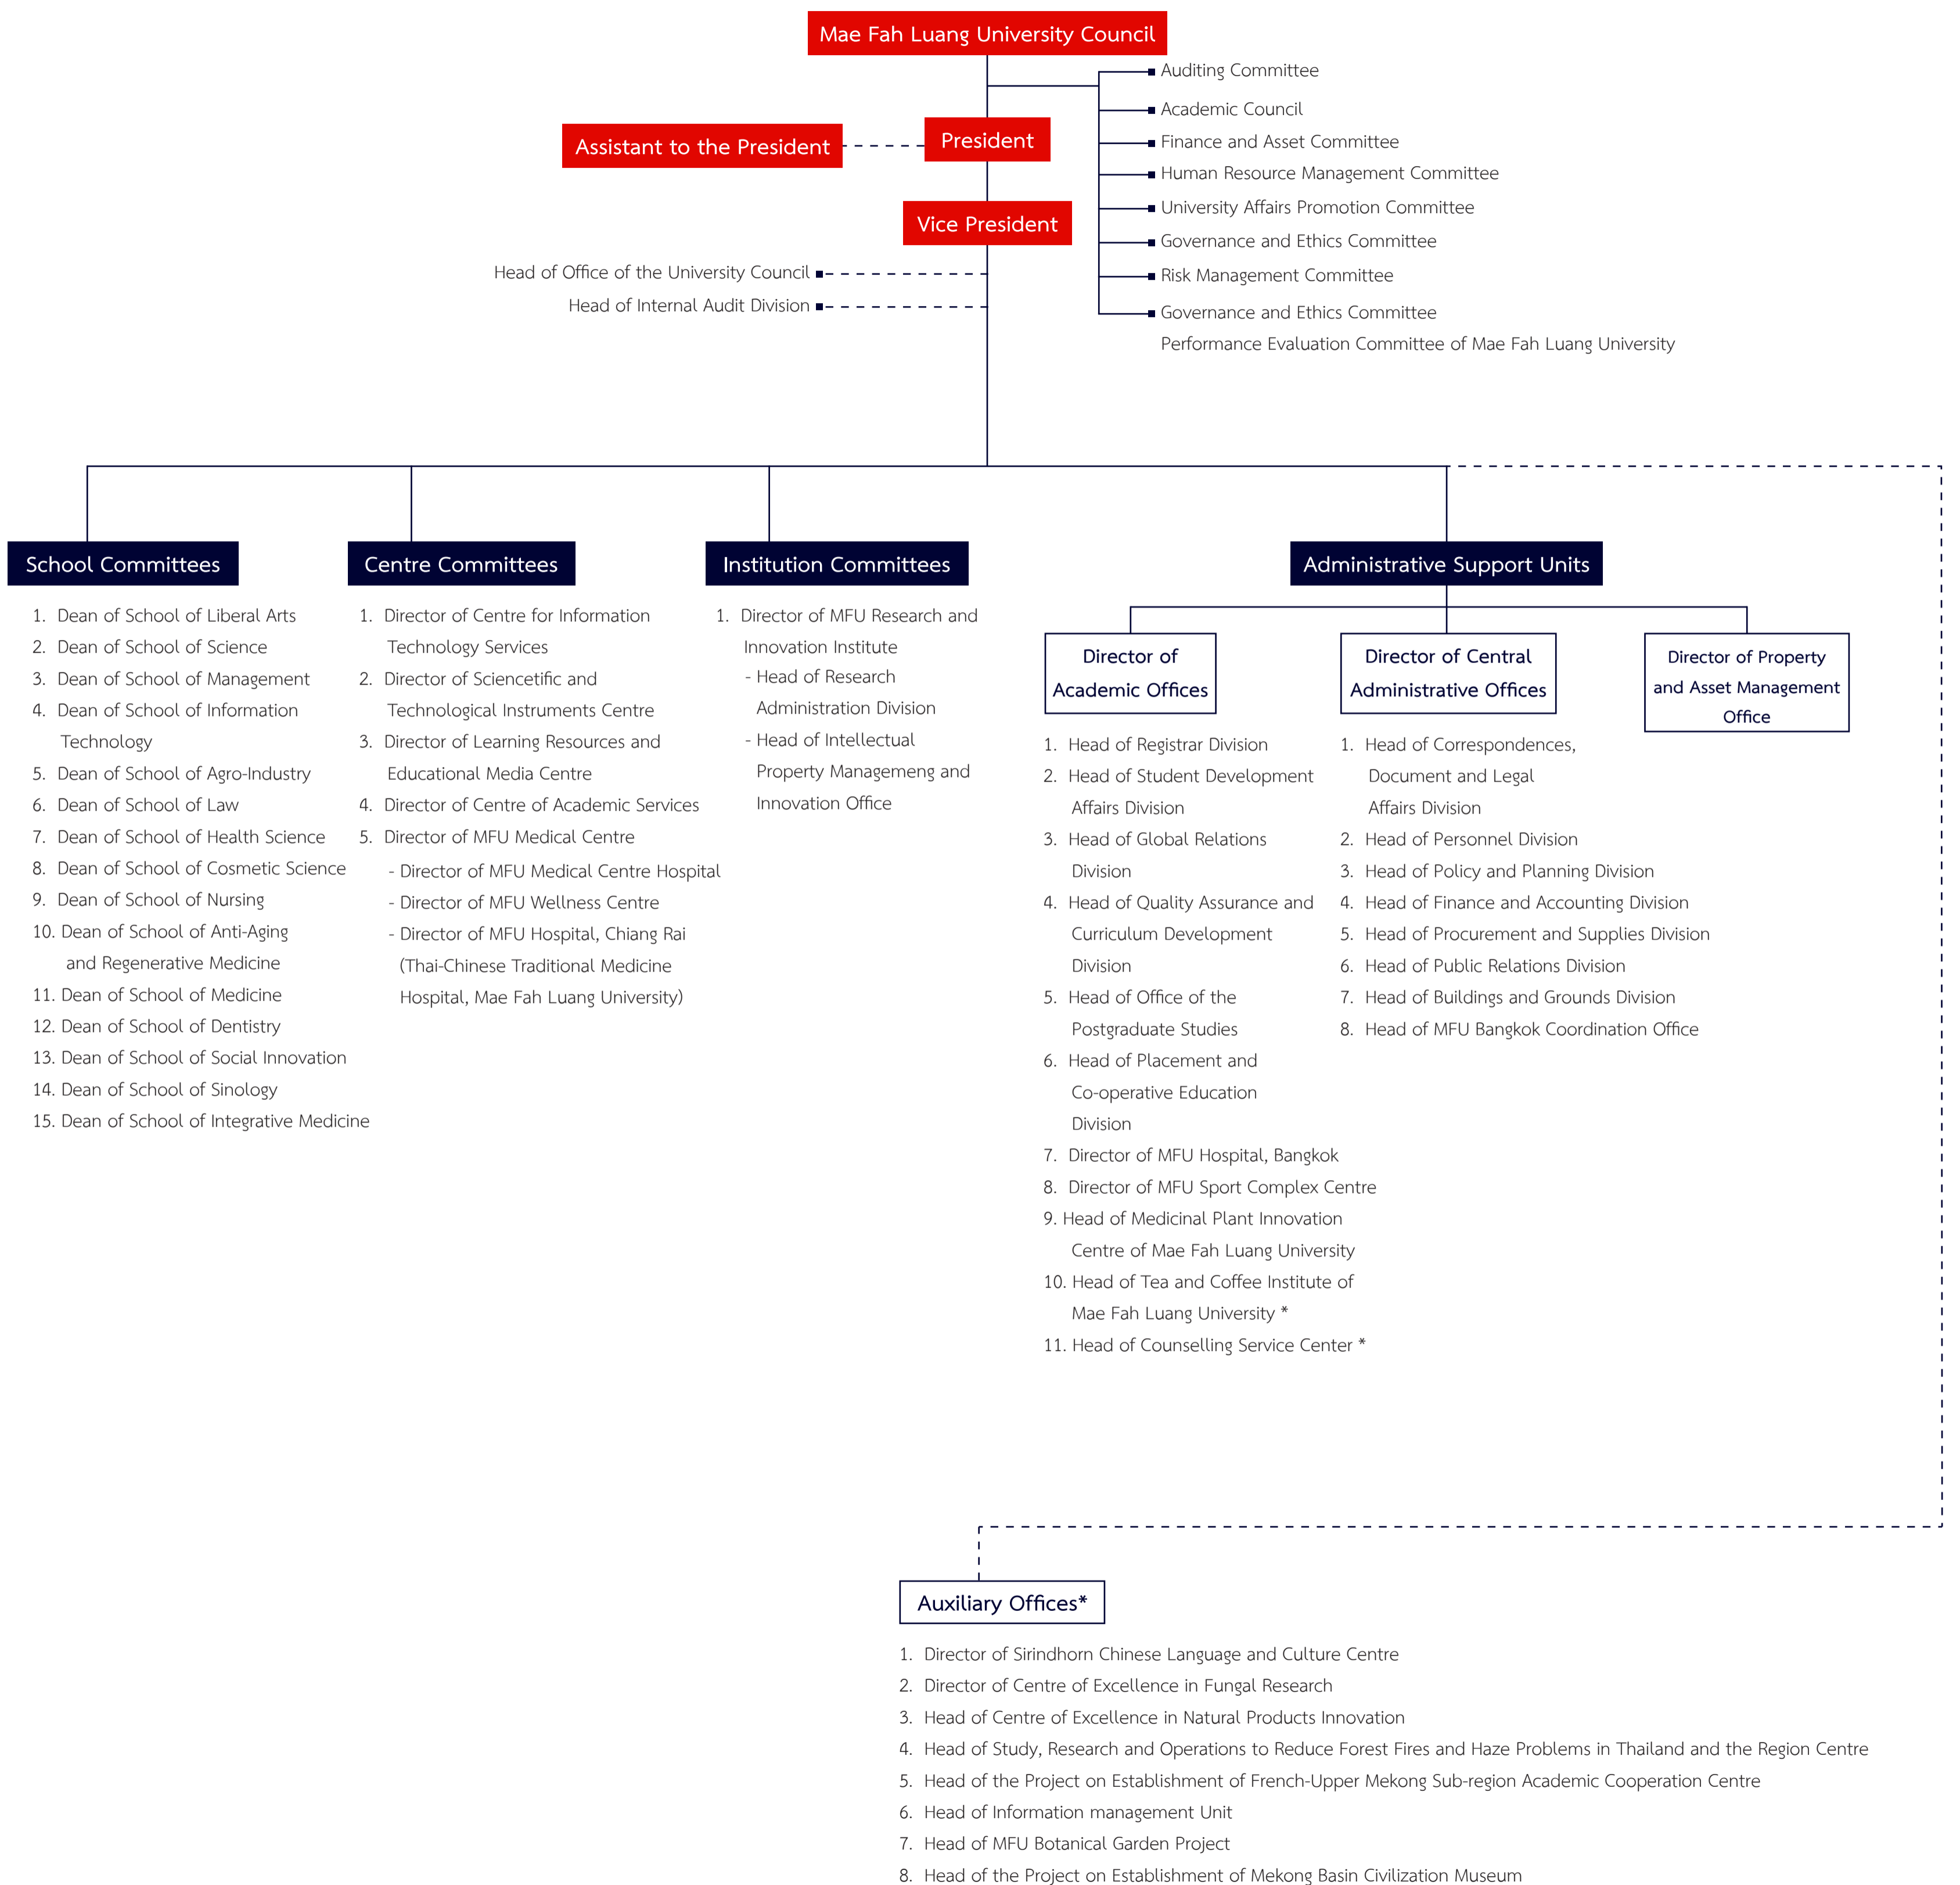 Mae Fah Luang University Council
Auditing Committee
Academic Council
Finance and Asset Committee
Human Resource Management Committee
University Affairs Promotion Committee
Governance and Ethics Committee
Risk Management Committee
Governance and Ethics Committee
Performance Evaluation Committee of Mae Fah Luang University
Assistant to the President
President
Vice President
Head of Office of the University Council
Head of Internal Audit Division
School Committees
1. Dean of School of Liberal Arts
2. Dean of School of Science
3. Dean of School of Management
4. Dean of School of Information
Technology
5. Dean of School of Agro-Industry
6. Dean of School of Law
7. Dean of School of Health Science
8. Dean of School of Cosmetic Science
9. Dean of School of Nursing
10. Dean of School of Anti-Aging
and Regenerative Medicine
11. Dean of School of Medicine
12. Dean of School of Dentistry
13. Dean of School of Social Innovation
14. Dean of School of Sinology
15. Dean of School of Integrative Medicine
Centre Committees
1. Director of Centre for Information
Technology Services
2. Director of Sciencetific and
Technological Instruments Centre
3. Director of Learning Resources and
Educational Media Centre
4. Director of Centre of Academic Services
5. Director of MFU Medical Centre
- Director of MFU Medical Centre Hospital
- Director of MFU Wellness Centre
- Director of MFU Hospital, Chiang Rai
(Thai-Chinese Traditional Medicine
Hospital, Mae Fah Luang University)
Institution Committees
1. Director of MFU Research and
Innovation Institute
- Head of Research
Administration Division
- Head of Intellectual
Property Managemeng and
Innovation Office
Administrative Support Units
Director of
Academic Offices
1. Head of Registrar Division
2. Head of Student Development
Affairs Division
3. Head of Global Relations
Division
4. Head of Quality Assurance and
Curriculum Development
Division
5. Head of Office of the
Postgraduate Studies
6. Head of Placement and
Co-operative Education
Division
7. Director of MFU Hospital, Bangkok
8. Director of MFU Sport Complex Centre
9. Head of Medicinal Plant Innovation
Centre of Mae Fah Luang University
10. Head of Tea and Coffee Institute of
Mae Fah Luang University *
11. Head of Counselling Service Center *
Director of Central
Administrative Offices
1. Head of Correspondences,
Document and Legal
Affairs Division
2. Head of Personnel Division
3. Head of Policy and Planning Division
4. Head of Finance and Accounting Division
5. Head of Procurement and Supplies Division
6. Head of Public Relations Division
7. Head of Buildings and Grounds Division
8. Head of MFU Bangkok Coordination Office
Director of Property
and Asset Management
Office
Auxiliary Offices*
1. Director of Sirindhorn Chinese Language and Culture Centre
2. Director of Centre of Excellence in Fungal Research
3. Head of Centre of Excellence in Natural Products Innovation
4. Head of Study, Research and Operations to Reduce Forest Fires and Haze Problems in Thailand and the Region Centre
5. Head of the Project on Establishment of French-Upper Mekong Sub-region Academic Cooperation Centre
6. Head of Information management Unit
7. Head of MFU Botanical Garden Project
8. Head of the Project on Establishment of Mekong Basin Civilization Museum